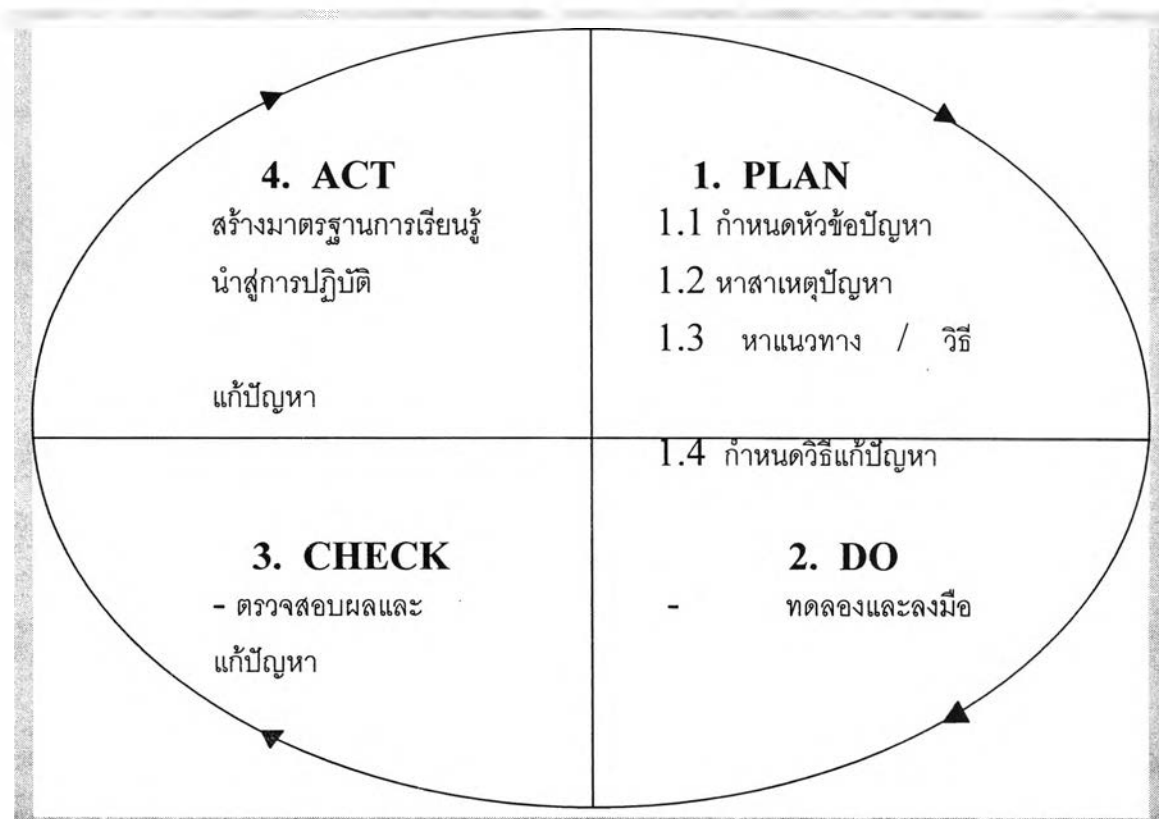 4. ACT
สร้างมาตรฐานการเรียนรู้
นำสู่การปฏิบัติ
แก้ปัญหา
1. PLAN
1.1 กำหนดหัวข้อปัญหา
1.2 หาสาเหตุปัญหา
1.3 หาแนวทาง / วิธี
1.4 กำหนดวิธีแก้ปัญหา
3. CHECK
- ตรวจสอบผลและ
แก้ปัญหา
2. DO
- ทดลองและลงมือ